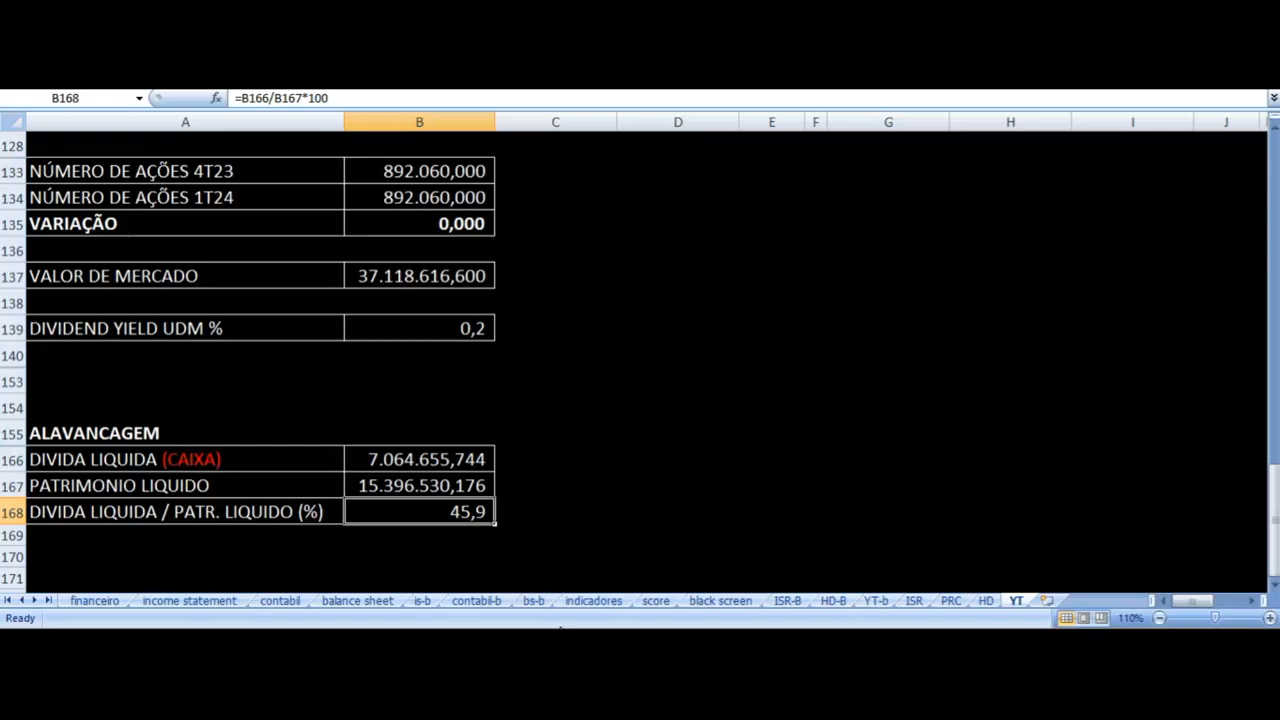 B168 fx =B166/B167*100
A B C D E F G H I J
128
133 NÚMERO DE AÇÕES 4T23 892.060,000
134 NÚMERO DE AÇÕES 1T24 892.060,000
135 VARIAÇÃO 0,000
136
137 VALOR DE MERCADO 37.118.616,600
138
139 DIVIDEND YIELD UDM % 0,2
140
153
154
155 ALAVANCAGEM
166 DIVIDA LIQUIDA (CAIXA) 7.064.655,744
167 PATRIMONIO LIQUIDO 15.396.530,176
168 DIVIDA LIQUIDA / PATR. LIQUIDO (%) 45,9
169
170
171
financeiro income statement contabil balance sheet is-b contabil-b bs-b indicadores score black screen ISR-B HD-B YT-b ISR PRC HD YT
Ready 110%